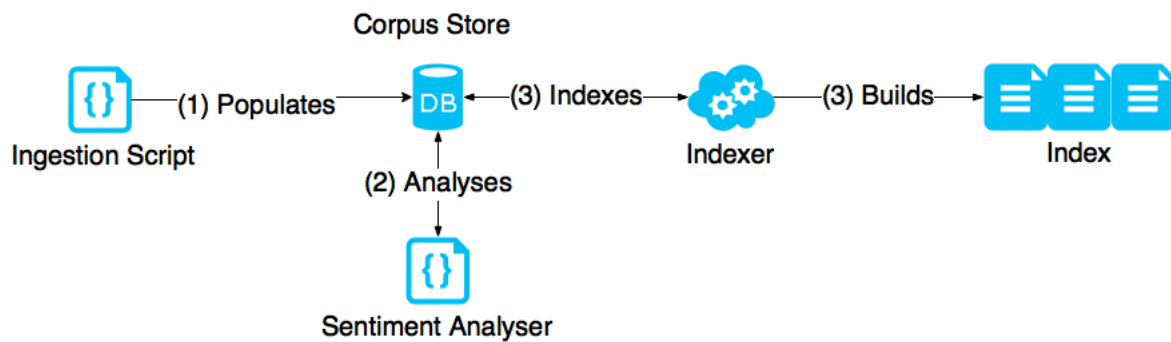 Corpus Store
{}
(1) Populates
DB
(3) Indexes
(3) Builds
Ingestion Script
Indexer
Index
(2) Analyses
{}
Sentiment Analyser